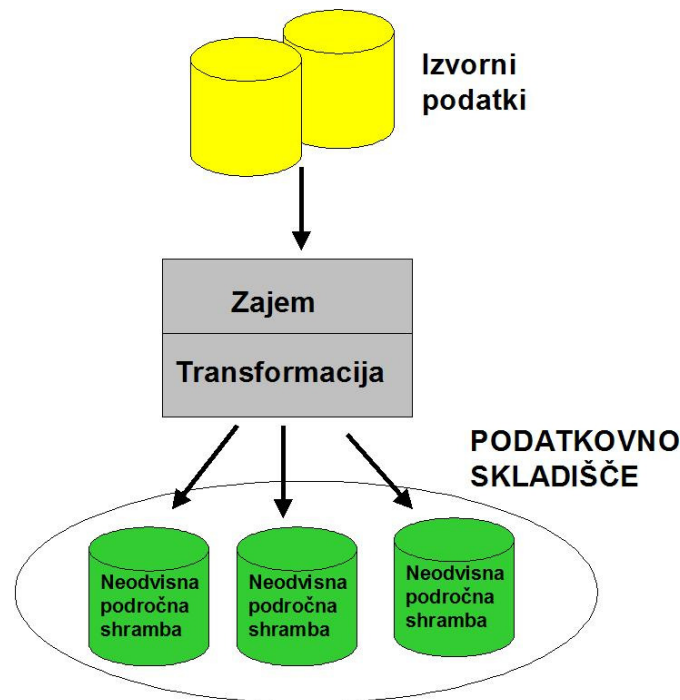 Izvorni
podatki
Zajem
Transformacija
PODATKOVNO
SKLADIŠČE
Neodvisna
področna
shramba
Neodvisna
področna
shramba
Neodvisna
področna
shramba